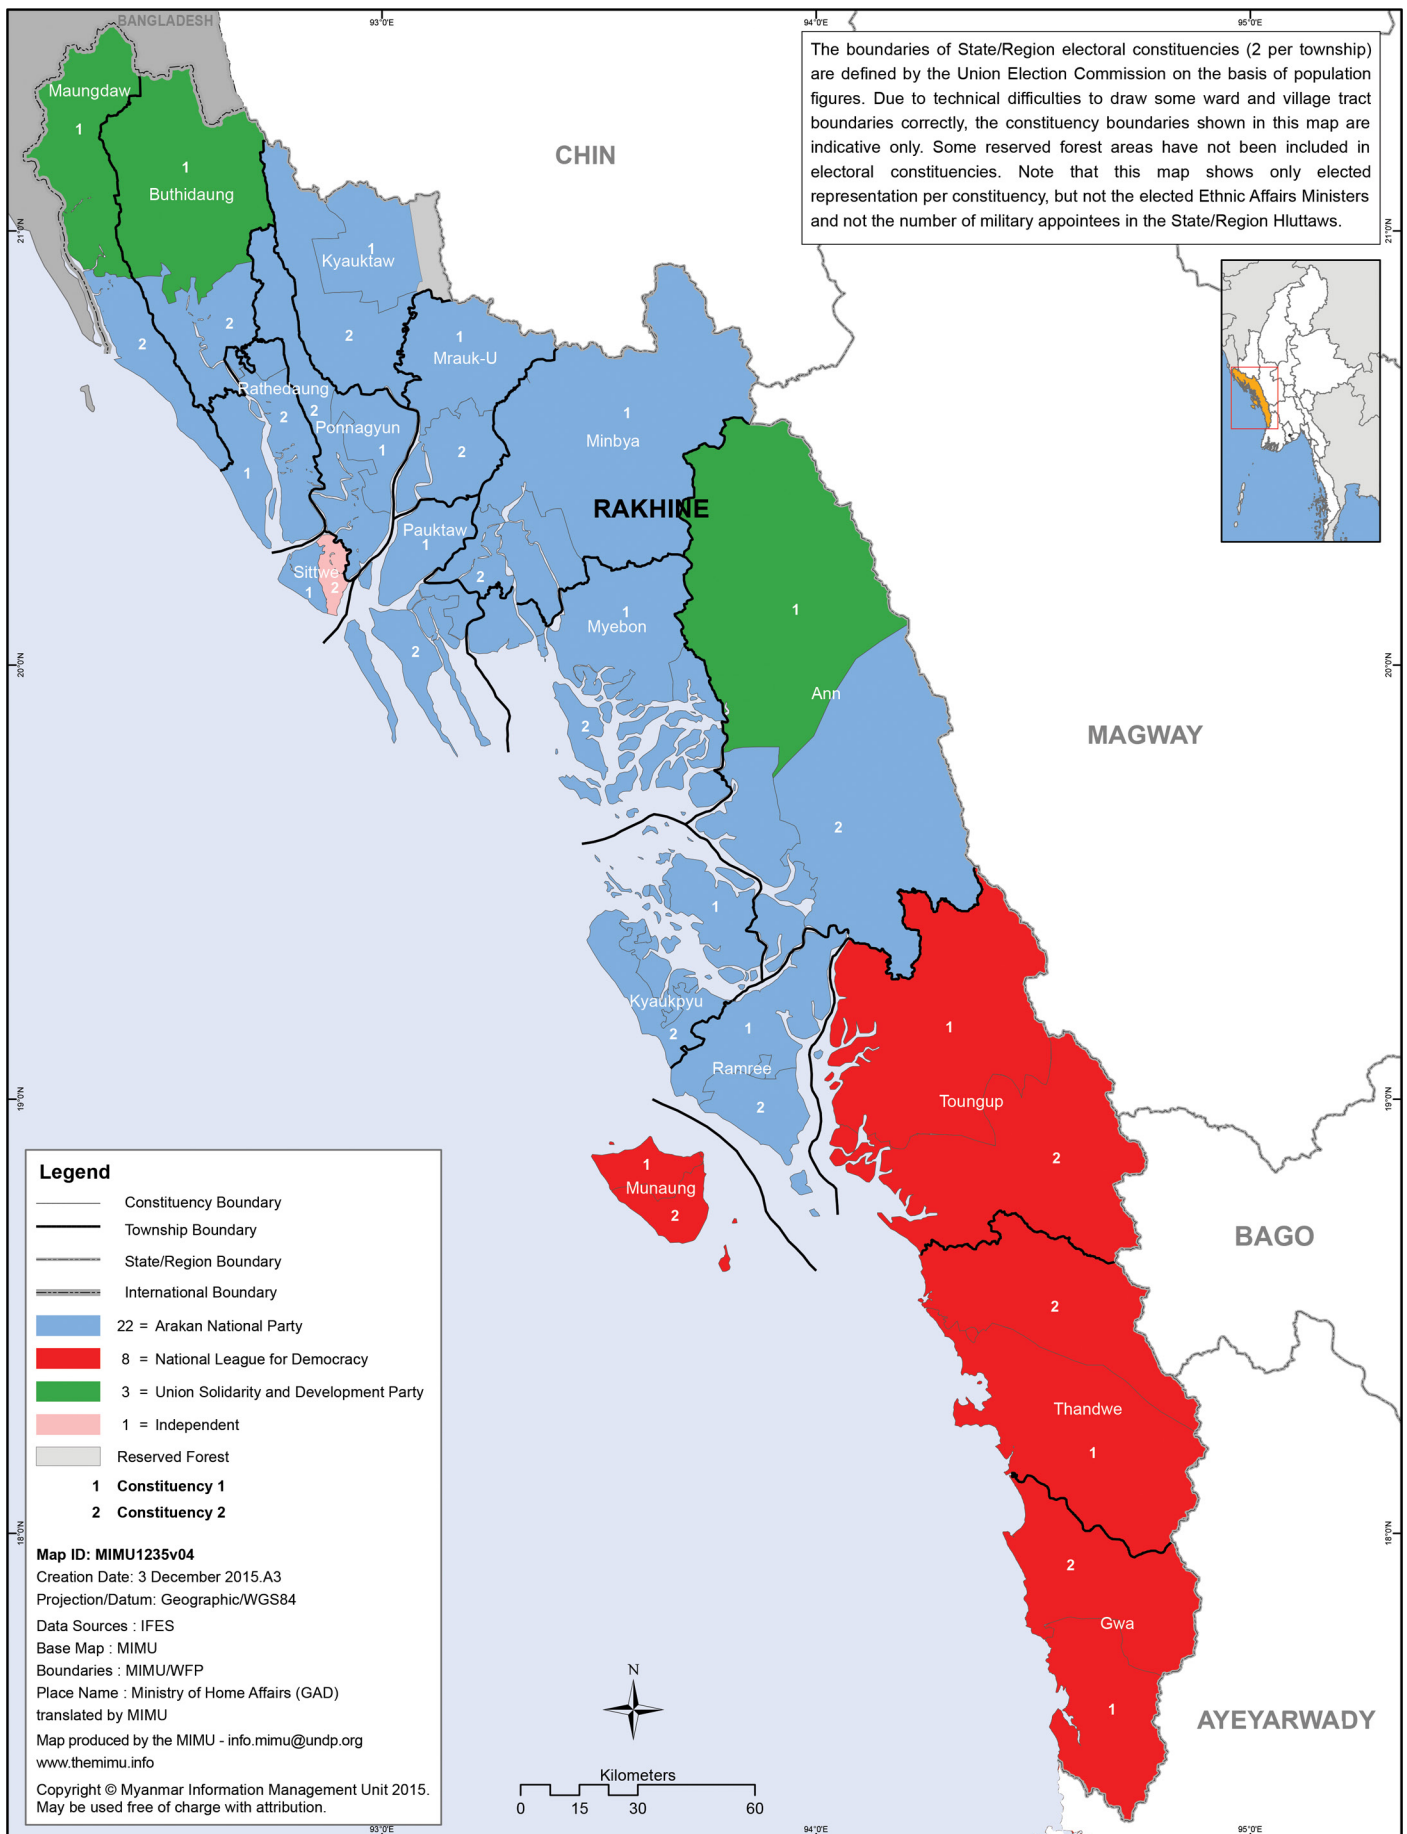 BANGLADESH
93°0'E
94°0'E
95°0'E
The boundaries of State/Region electoral constituencies (2 per township)
are defined by the Union Election Commission on the basis of population
figures. Due to technical difficulties to draw some ward and village tract
boundaries correctly, the constituency boundaries shown in this map are
indicative only. Some reserved forest areas have not been included in
electoral constituencies. Note that this map shows only elected
representation per constituency, but not the elected Ethnic Affairs Ministers
and not the number of military appointees in the State/Region Hluttaws.
Maungdaw
1
CHIN
1
Buthidaung
21°0'N
21°0'N
1
Kyauktaw
2
2
2
1
Mrauk-U
Rathedaung
2
2
Ponnagyun
1
1
Minbya
2
1
RAKHINE
Pauktaw
1
Sittwe
1
2
2
1
Myebon
1
2
20°0'N
20°0'N
Ann
2
MAGWAY
2
1
Kyaukpyu
2
1
Ramree
2
1
Toungup
2
19°0'N
19°0'N
1
Munaung
2
BAGO
2
Thandwe
1
18°0'N
18°0'N
2
Gwa
1
AYEYARWADY
Legend
Constituency Boundary
Township Boundary
State/Region Boundary
International Boundary
22 = Arakan National Party
8 = National League for Democracy
3 = Union Solidarity and Development Party
1 = Independent
Reserved Forest
1 Constituency 1
2 Constituency 2
Map ID: MIMU1235v04
Creation Date: 3 December 2015.A3
Projection/Datum: Geographic/WGS84
Data Sources : IFES
Base Map : MIMU
Boundaries : MIMU/WFP
Place Name : Ministry of Home Affairs (GAD)
translated by MIMU
Map produced by the MIMU - info.mimu@undp.org
www.themimu.info
Copyright © Myanmar Information Management Unit 2015.
May be used free of charge with attribution.
N
Kilometers
0 15 30 60
93°0'E
94°0'E
95°0'E